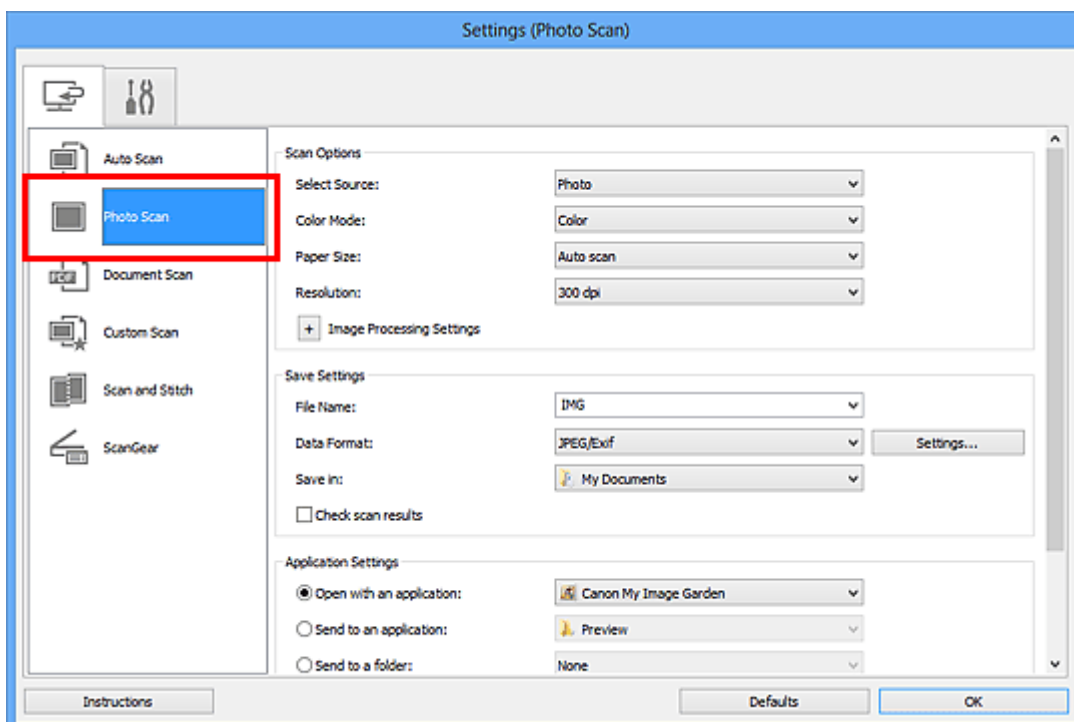 Settings (Photo Scan)
Auto Scan
Photo Scan
Document Scan
Custom Scan
Scan and Stitch
ScanGear
Scan Options
Select Source: Photo
Color Mode: Color
Paper Size: Auto scan
Resolution: 300 dpi
+ Image Processing Settings
Save Settings
File Name: IMG
Data Format: JPEG/Exif Settings...
Save in: My Documents
Check scan results
Application Settings
Open with an application: Canon My Image Garden
Send to an application: Preview
Send to a folder: None
Instructions Defaults OK